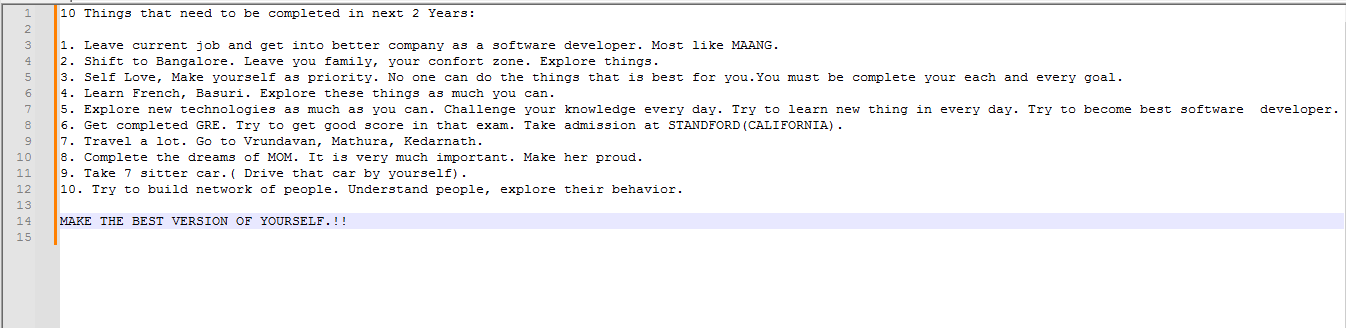 1 10 Things that need to be completed in next 2 Years:
2
3 1. Leave current job and get into better company as a software developer. Most like MAANG.
4 2. Shift to Bangalore. Leave you family, your confort zone. Explore things.
5 3. Self Love, Make yourself as priority. No one can do the things that is best for you.You must be complete your each and every goal.
6 4. Learn French, Basuri. Explore these things as much you can.
7 5. Explore new technologies as much as you can. Challenge your knowledge every day. Try to learn new thing in every day. Try to become best software  developer.
8 6. Get completed GRE. Try to get good score in that exam. Take admission at STANDFORD(CALIFORNIA).
9 7. Travel a lot. Go to Vrundavan, Mathura, Kedarnath.
10 8. Complete the dreams of MOM. It is very much important. Make her proud.
11 9. Take 7 sitter car.( Drive that car by yourself).
12 10. Try to build network of people. Understand people, explore their behavior.
13
14 MAKE THE BEST VERSION OF YOURSELF.!!
15